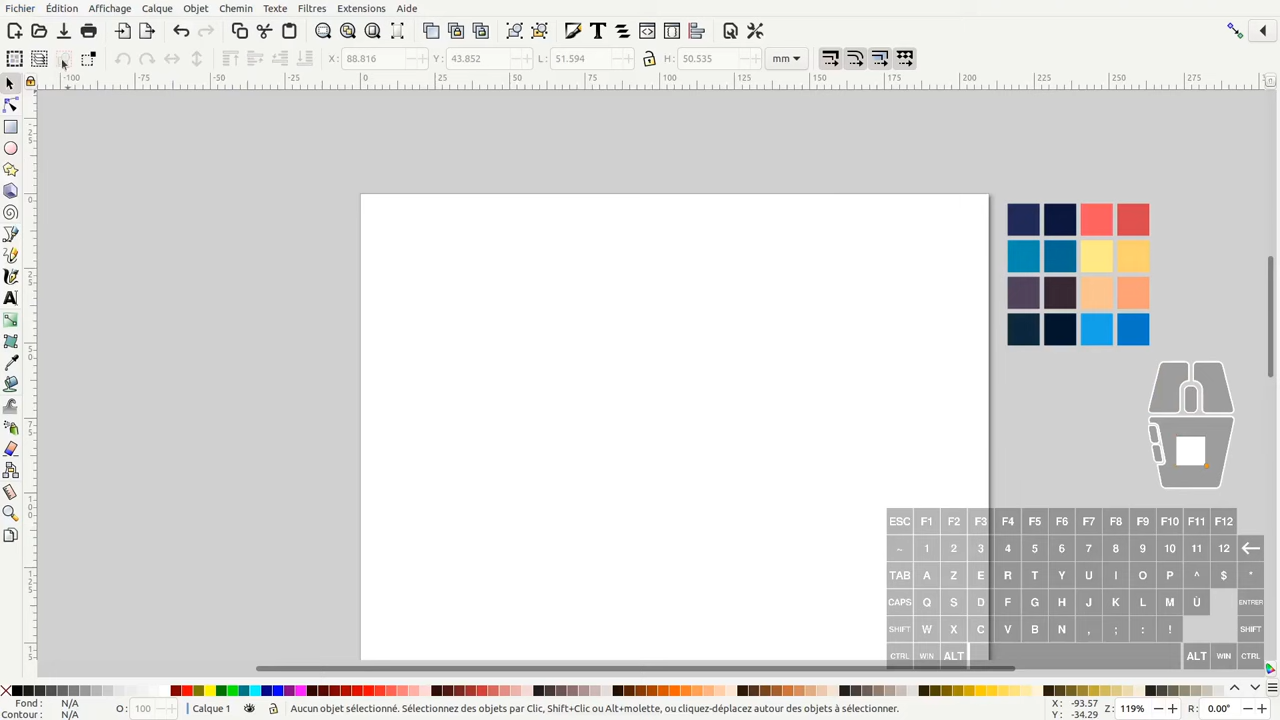 Fichier Édition Affichage Calque Objet Chemin Texte Filtres Extensions Aide
X: 88.816 Y: 43.852 L: 51.594 H: 50.535 mm
-100 -75 -50 -25 0 25 50 75 100 125 150 175 200 225 250 275
ESC F1 F2 F3 F4 F5 F6 F7 F8 F9 F10 F11 F12
~ 1 2 3 4 5 6 7 8 9 10 11 12
TAB A Z E R T Y U I O P ^ $ *
CAPS Q S D F G H J K L M Ù ENTRER
SHIFT W X C V B N , ; : ! SHIFT
CTRL WIN ALT ALT WIN CTRL
Fond : N/A
Contour : N/A
O: 100
Calque 1
Aucun objet sélectionné. Sélectionnez des objets par Clic, Shift+Clic ou Alt+molette, ou cliquez-déplacez autour des objets à sélectionner.
X: -93.57
Y: -34.29
Z: 119%
R: 0.00°